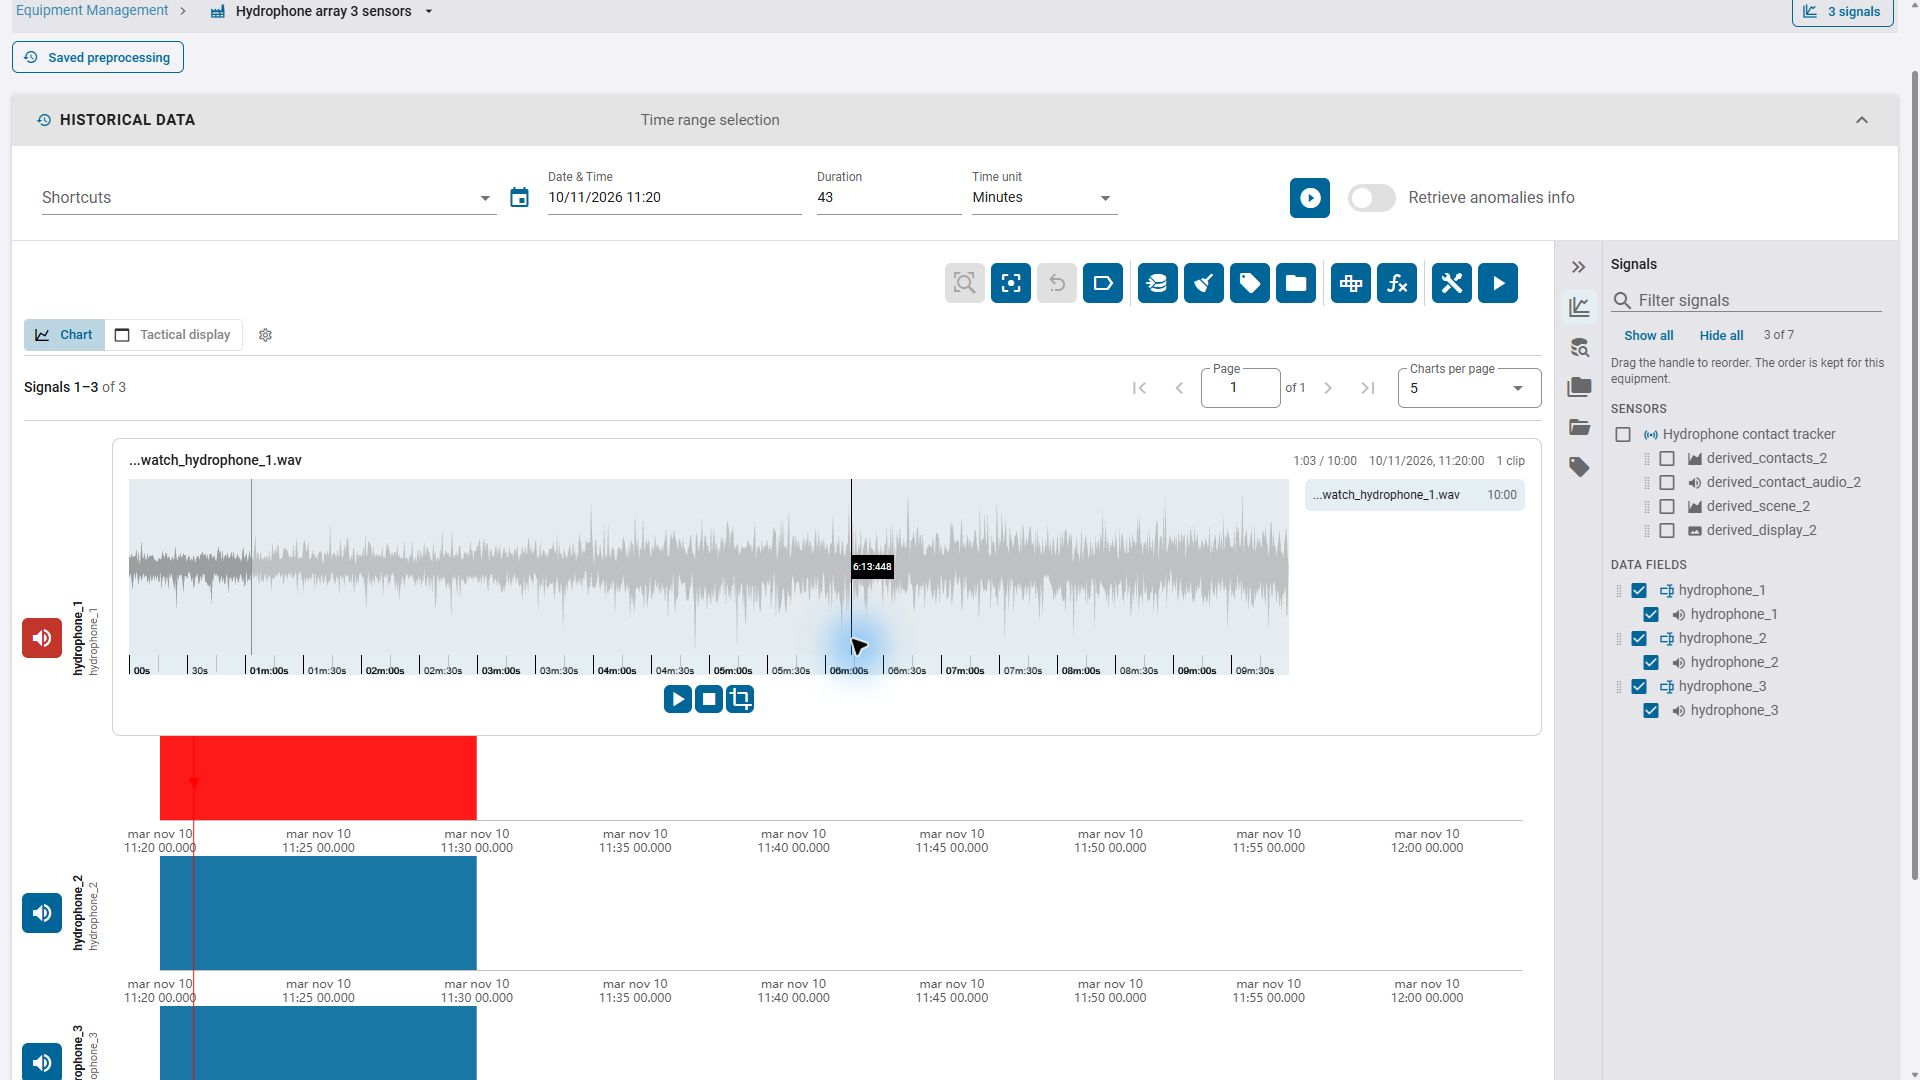 Equipment Management
Hydrophone array 3 sensors
3 signals
Saved preprocessing
HISTORICAL DATA
Time range selection
Shortcuts
Date & Time
10/11/2026 11:20
Duration
43
Time unit
Minutes
Retrieve anomalies info
Chart
Tactical display
Signals 1–3 of 3
Page
1
of 1
Charts per page
5
...watch_hydrophone_1.wav
1:03 / 10:00 10/11/2026, 11:20:00 1 clip
...watch_hydrophone_1.wav 10:00
6:13:448
00s 30s 01m:00s 01m:30s 02m:00s 02m:30s 03m:00s 03m:30s 04m:00s 04m:30s 05m:00s 05m:30s 06m:00s 06m:30s 07m:00s 07m:30s 08m:00s 08m:30s 09m:00s 09m:30s
hydrophone_1
hydrophone_1
mar nov 10 mar nov 10 mar nov 10 mar nov 10 mar nov 10 mar nov 10 mar nov 10 mar nov 10 mar nov 10
11:20 00.000 11:25 00.000 11:30 00.000 11:35 00.000 11:40 00.000 11:45 00.000 11:50 00.000 11:55 00.000 12:00 00.000
hydrophone_2
hydrophone_2
mar nov 10 mar nov 10 mar nov 10 mar nov 10 mar nov 10 mar nov 10 mar nov 10 mar nov 10 mar nov 10
11:20 00.000 11:25 00.000 11:30 00.000 11:35 00.000 11:40 00.000 11:45 00.000 11:50 00.000 11:55 00.000 12:00 00.000
rophone_3
ophone_3
Signals
Filter signals
Show all
Hide all
3 of 7
Drag the handle to reorder. The order is kept for this
equipment.
SENSORS
Hydrophone contact tracker
derived_contacts_2
derived_contact_audio_2
derived_scene_2
derived_display_2
DATA FIELDS
hydrophone_1
hydrophone_1
hydrophone_2
hydrophone_2
hydrophone_3
hydrophone_3